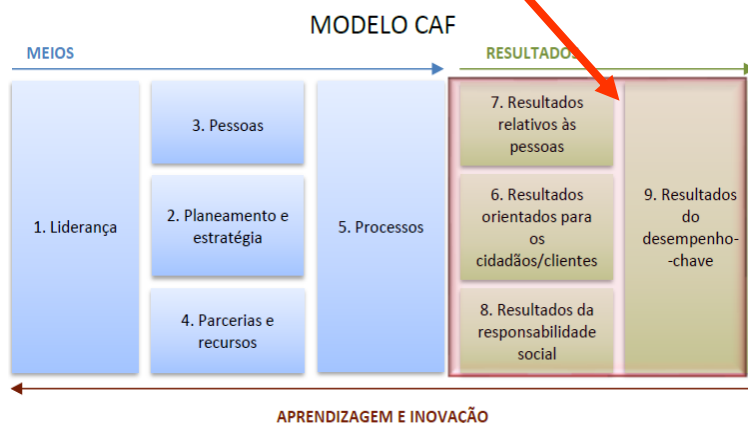 MODELO CAF
MEIOS
RESULTADOS
1. Liderança
3. Pessoas
2. Planeamento e
estratégia
4. Parcerias e
recursos
5. Processos
7. Resultados
relativos às
pessoas
6. Resultados
orientados para
os
cidadãos/clientes
8. Resultados da
responsabilidade
social
9. Resultados
do
desempenho-
-chave
APRENDIZAGEM E INOVAÇÃO